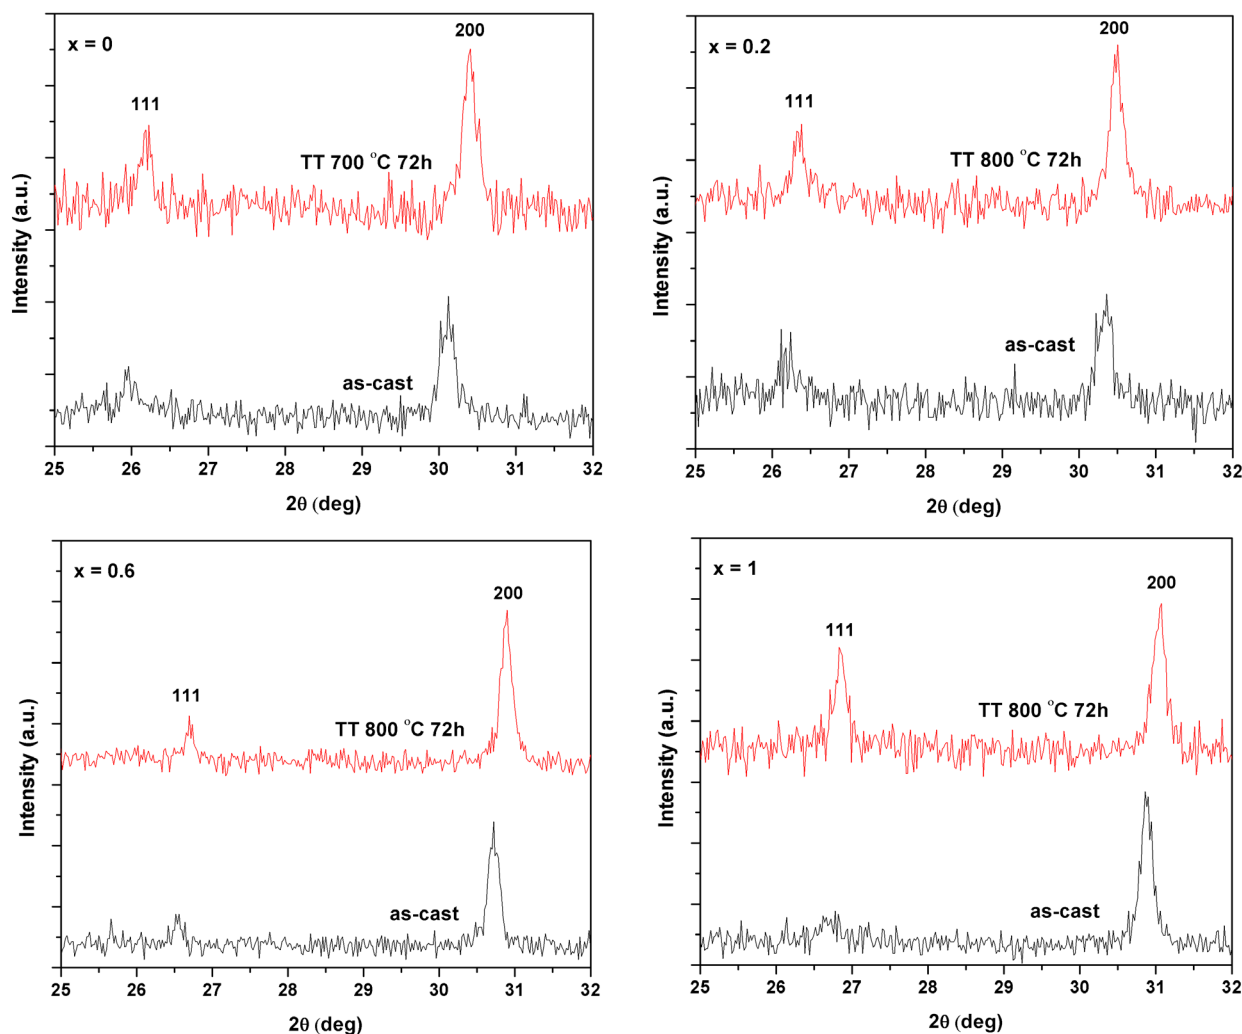 x = 0
200
111
TT 700 °C 72h
as-cast
Intensity (a.u.)
25 26 27 28 29 30 31 32
2θ (deg)
x = 0.2
200
111
TT 800 °C 72h
as-cast
Intensity (a.u.)
25 26 27 28 29 30 31 32
2θ (deg)
x = 0.6
200
111
TT 800 °C 72h
as-cast
Intensity (a.u.)
25 26 27 28 29 30 31 32
2θ (deg)
x = 1
200
111
TT 800 °C 72h
as-cast
Intensity (a.u.)
25 26 27 28 29 30 31 32
2θ (deg)